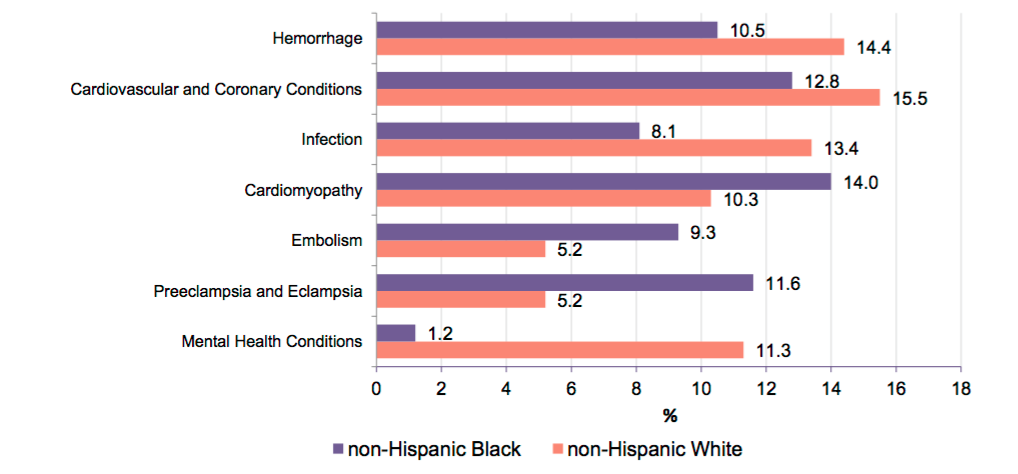 Hemorrhage
10.5
14.4
Cardiovascular and Coronary Conditions
12.8
15.5
Infection
8.1
13.4
Cardiomyopathy
14.0
10.3
Embolism
9.3
5.2
Preeclampsia and Eclampsia
11.6
5.2
Mental Health Conditions
1.2
11.3
0 2 4 6 8 10 12 14 16 18
%
non-Hispanic Black non-Hispanic White